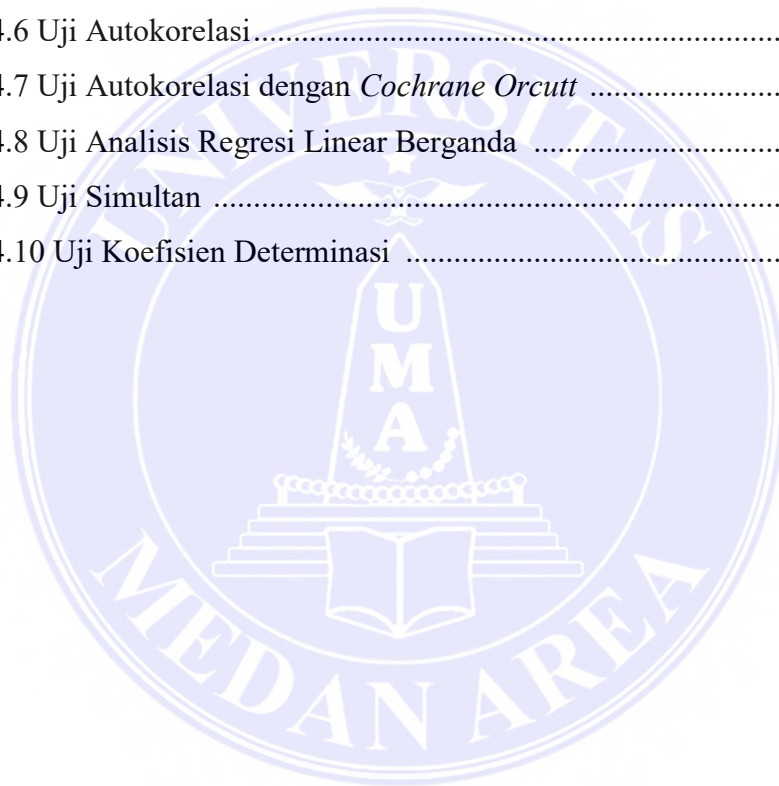 4.6 Uji Autokorelasi..................................................................
4.7 Uji Autokorelasi dengan Cochrane Orcutt ........................
4.8 Uji Analisis Regresi Linear Berganda ...............................
4.9 Uji Simultan .......................................................................
4.10 Uji Koefisien Determinasi ...............................................
UNIVERSITAS
UMA
MEDAN AREA